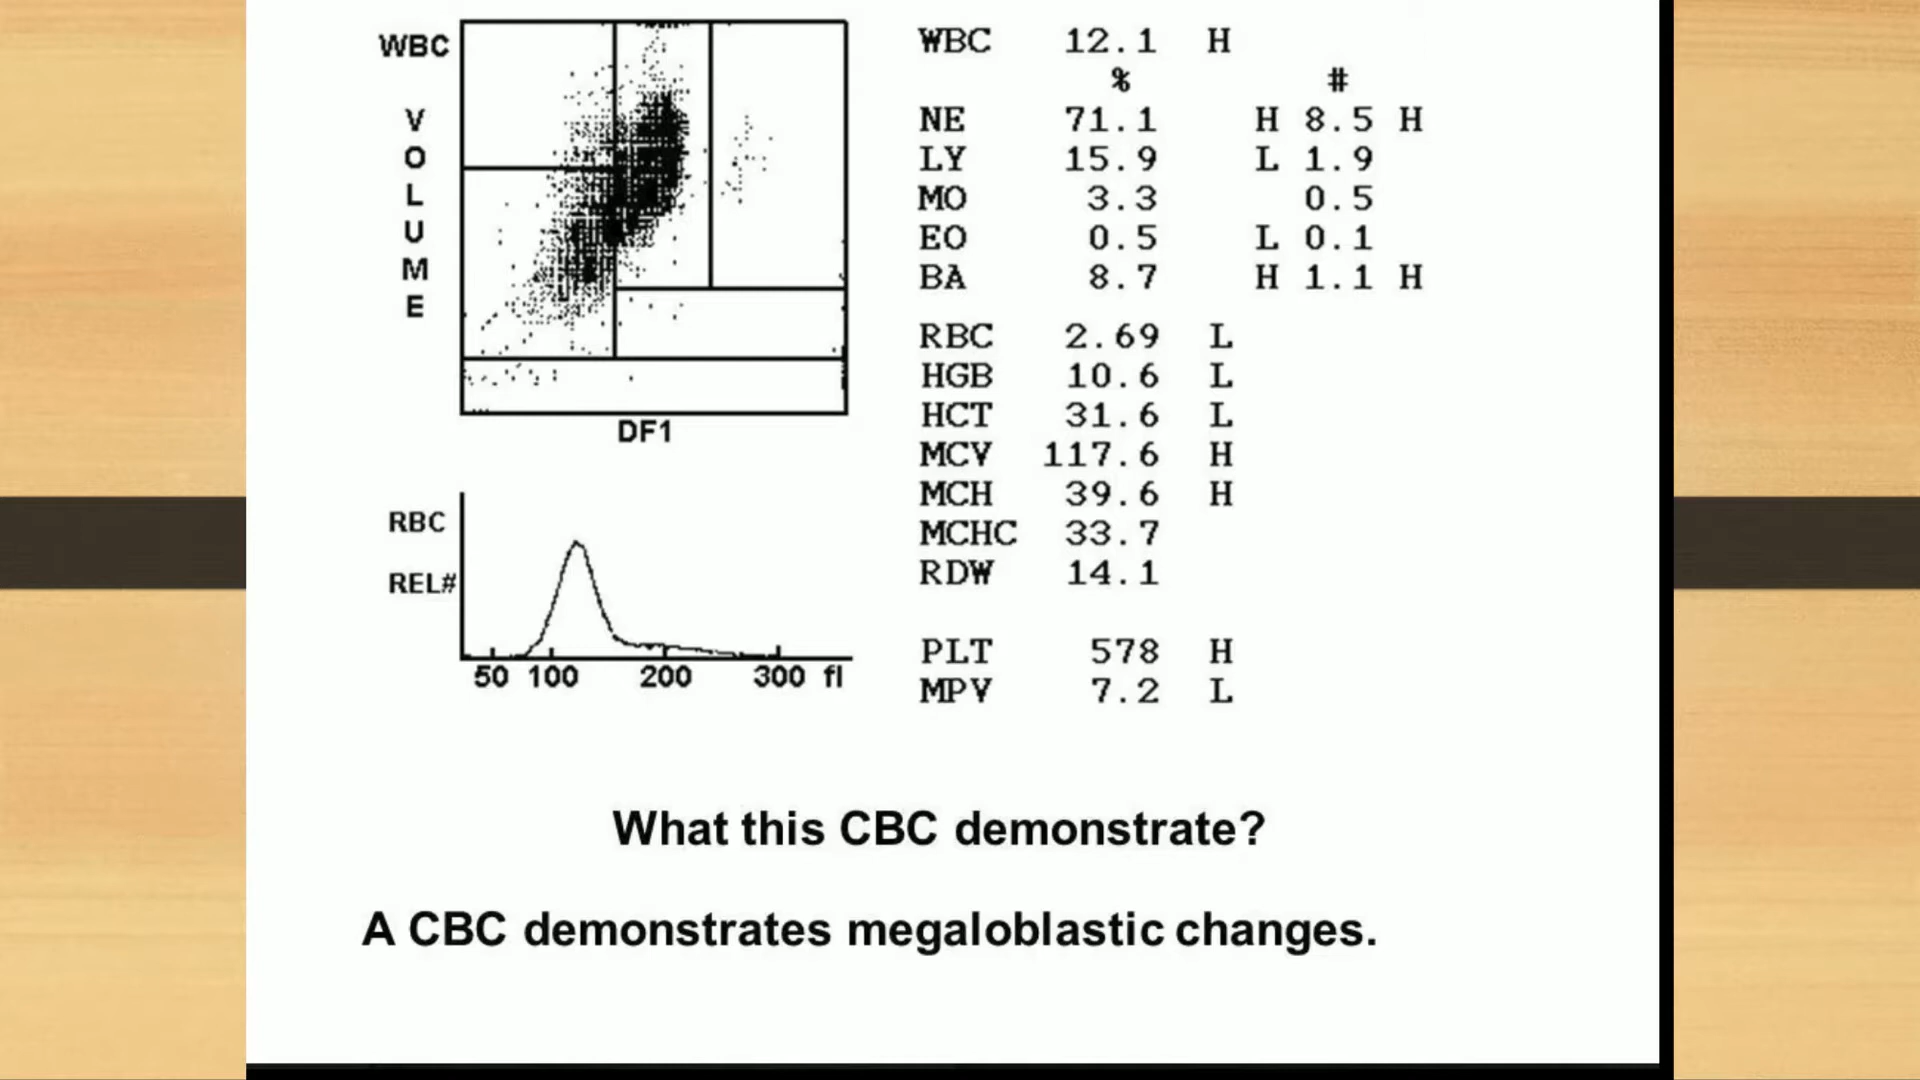 WBC
VOLUME
DF1
RBC
REL#
50 100 200 300 fl
WBC 12.1 H
% #
NE 71.1 H 8.5 H
LY 15.9 L 1.9
MO 3.3 0.5
EO 0.5 L 0.1
BA 8.7 H 1.1 H
RBC 2.69 L
HGB 10.6 L
HCT 31.6 L
MCV 117.6 H
MCH 39.6 H
MCHC 33.7
RDW 14.1
PLT 578 H
MPV 7.2 L
What this CBC demonstrate?
A CBC demonstrates megaloblastic changes.